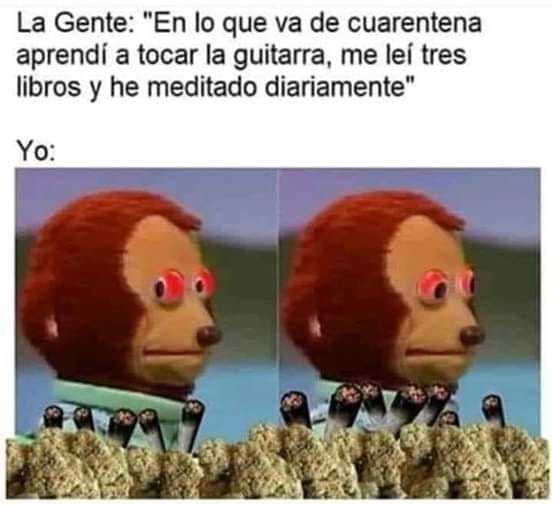 La Gente: "En lo que va de cuarentena
aprendí a tocar la guitarra, me leí tres
libros y he meditado diariamente"
Yo: